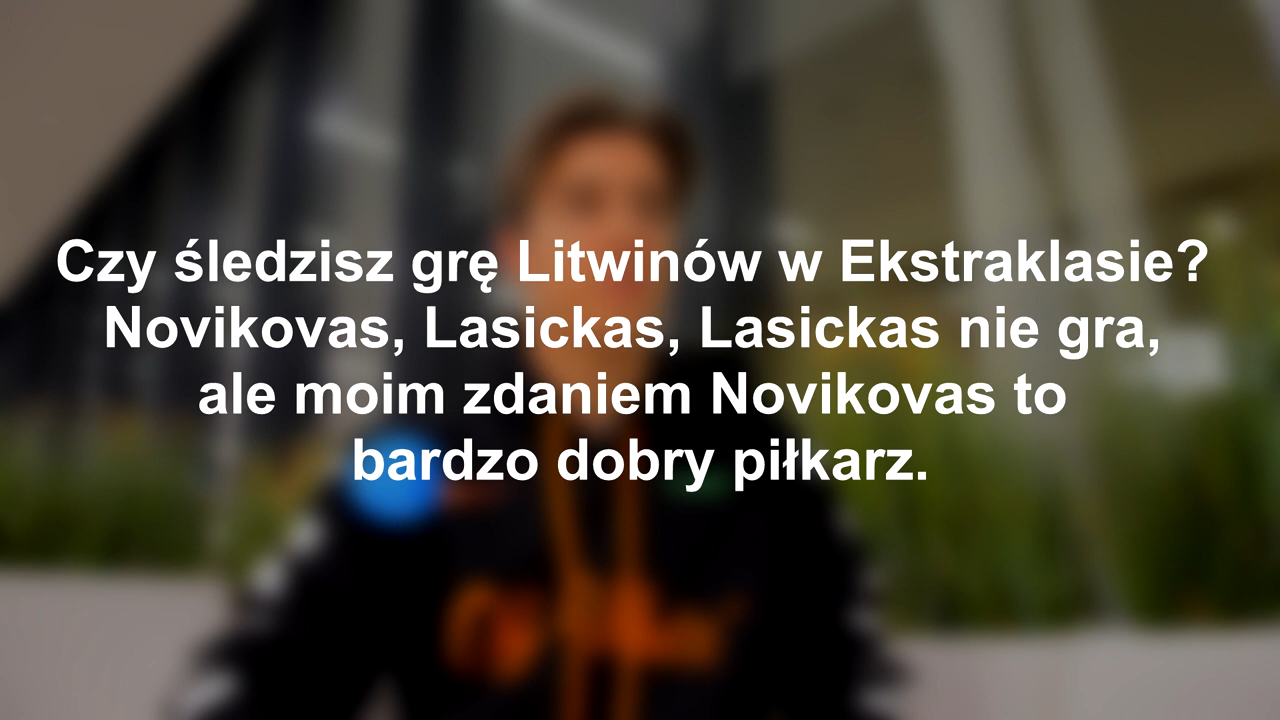 Czy śledzisz grę Litwinów w Ekstraklasie?
Novikovas, Lasickas, Lasickas nie gra,
ale moim zdaniem Novikovas to
bardzo dobry piłkarz.